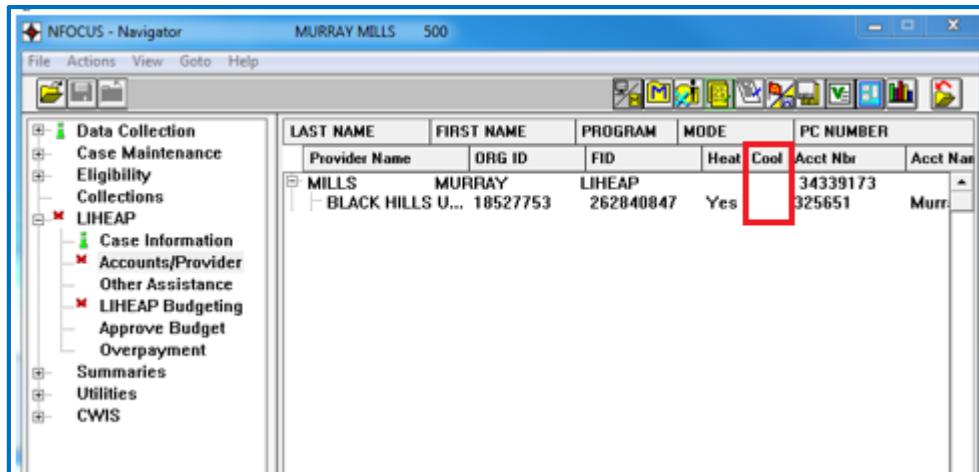 NFOCUS - Navigator MURRAY MILLS 500
File Actions View Goto Help
Data Collection
Case Maintenance
Eligibility
Collections
LIHEAP
Case Information
Accounts/Provider
Other Assistance
LIHEAP Budgeting
Approve Budget
Overpayment
Summaries
Utilities
CWIS
LAST NAME FIRST NAME PROGRAM MODE PC NUMBER
Provider Name ORG ID FID Heat Cool Acct Nbr Acct Nan
MILLS MURRAY LIHEAP 34339173
BLACK HILLS U... 18527753 262840847 Yes 325651 Murr